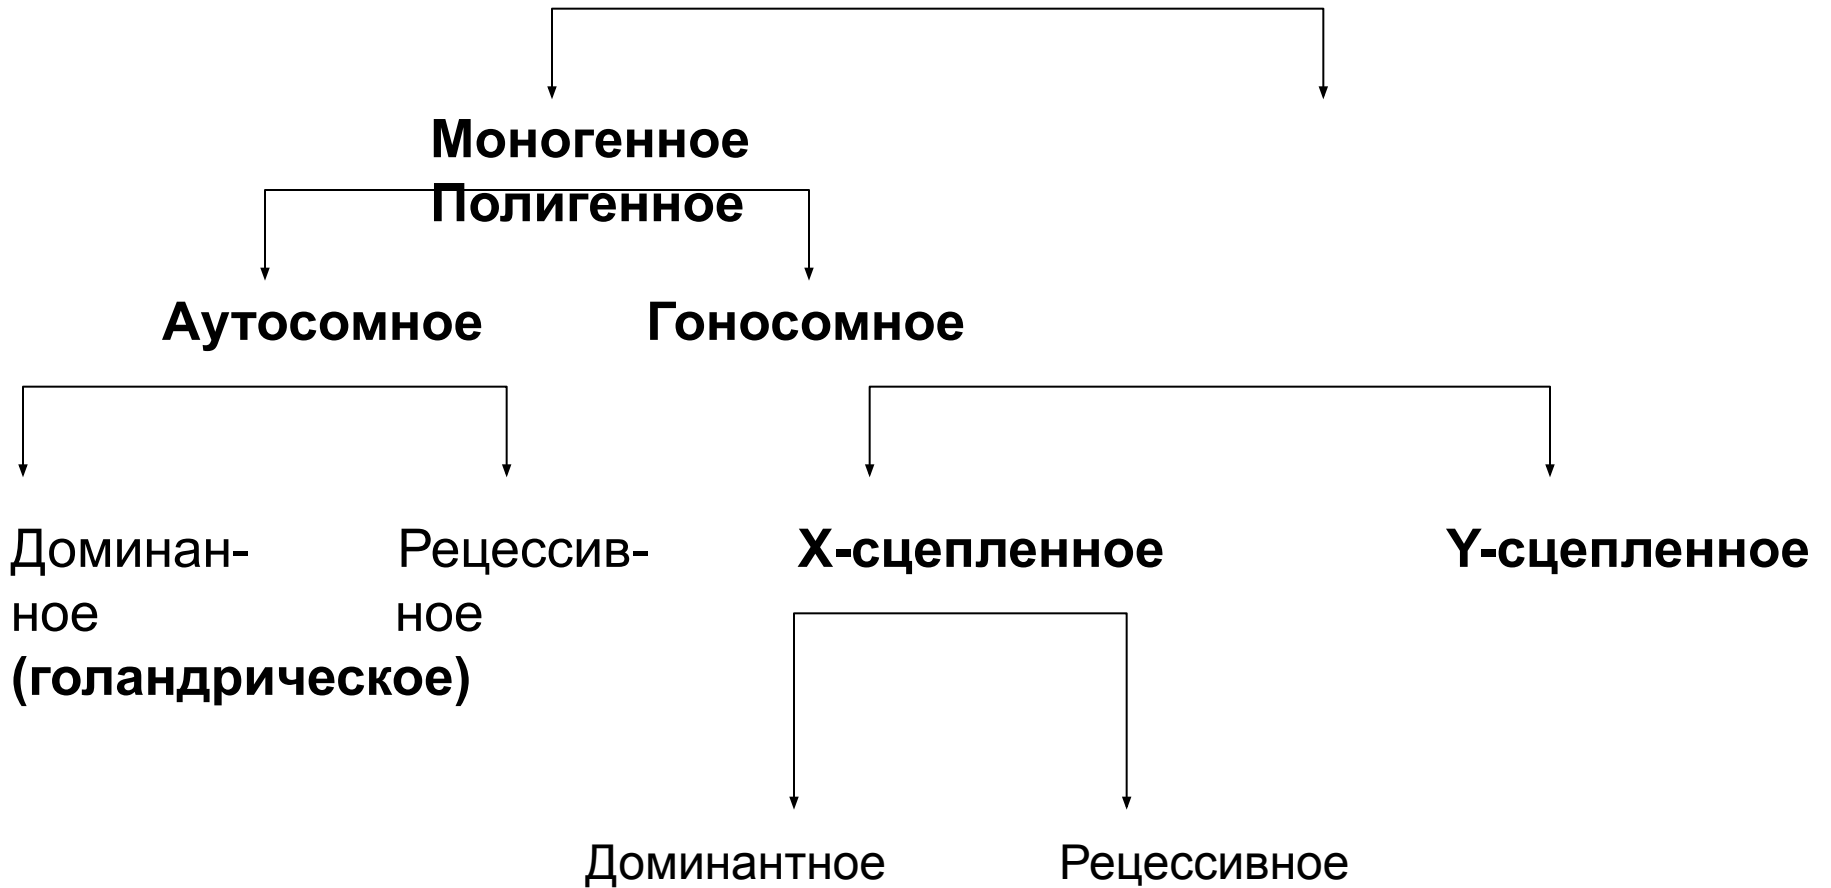 Моногенное
Полигенное
Аутосомное Гоносомное
Доминан- Рецессив- Х-сцепленное Y-сцепленное
ное ное
(голандрическое)
Доминантное Рецессивное